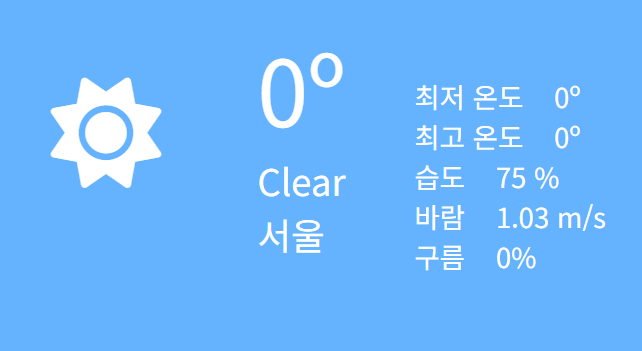 0º
Clear
서울
최저 온도 0º
최고 온도 0º
습도 75 %
바람 1.03 m/s
구름 0%